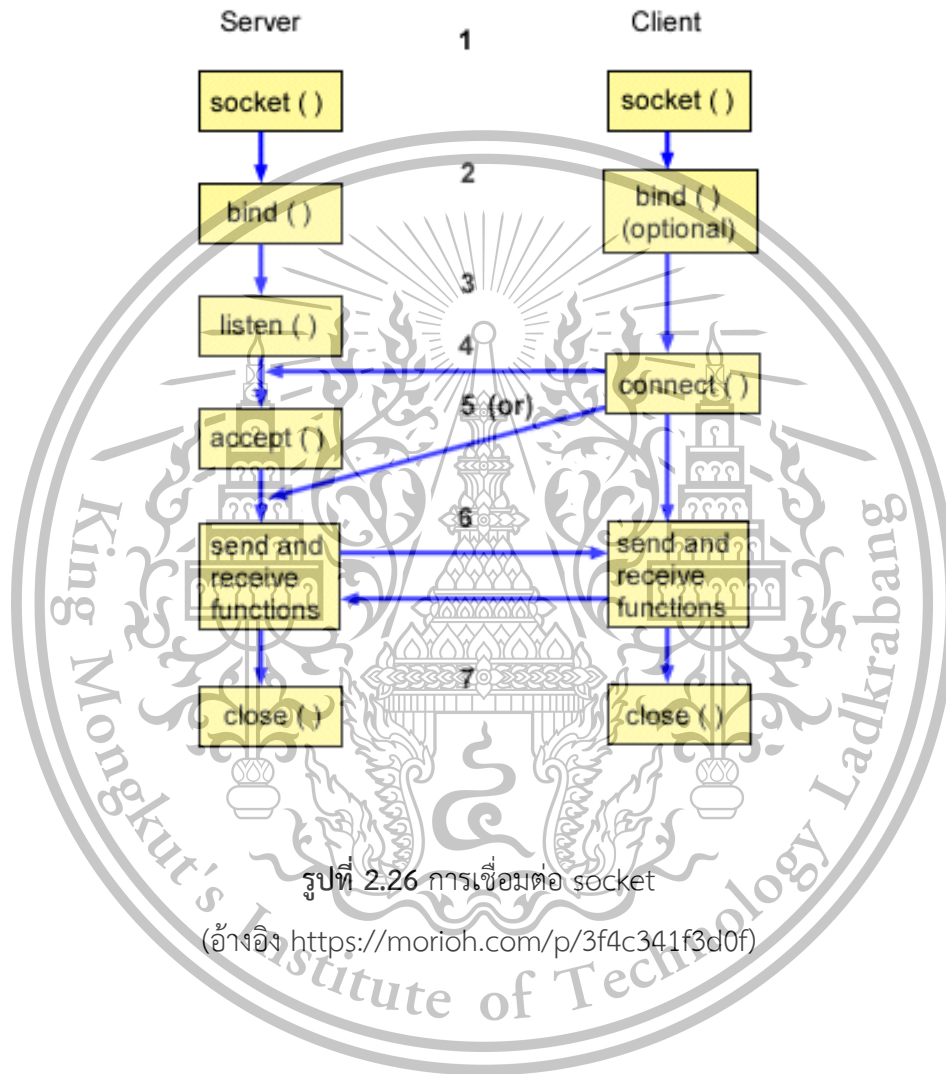 Server
Client
1
socket ( )
socket ( )
2
bind ( )
bind ( )
(optional)
3
listen ( )
4
connect ( )
5 (or)
accept ( )
6
send and
receive
functions
send and
receive
functions
7
close ( )
close ( )
รูปที่ 2.26 การเชื่อมต่อ socket
(อ้างอิง https://morioh.com/p/3f4c341f3d0f)
King Mongkut's Institute of Technology Ladkrabang